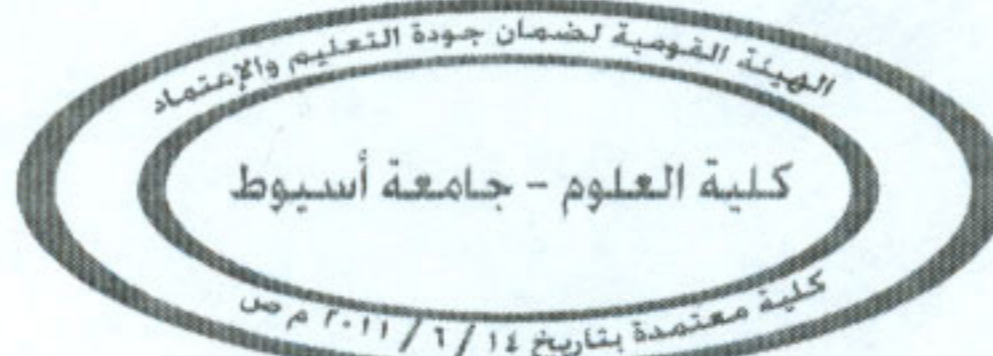 الهيئة القومية لضمان جودة التعليم والإعتماد
كلية العلوم - جامعة أسيوط
كلية معتمدة بتاريخ ١٤ / ٦ / ٢٠١١ م ص